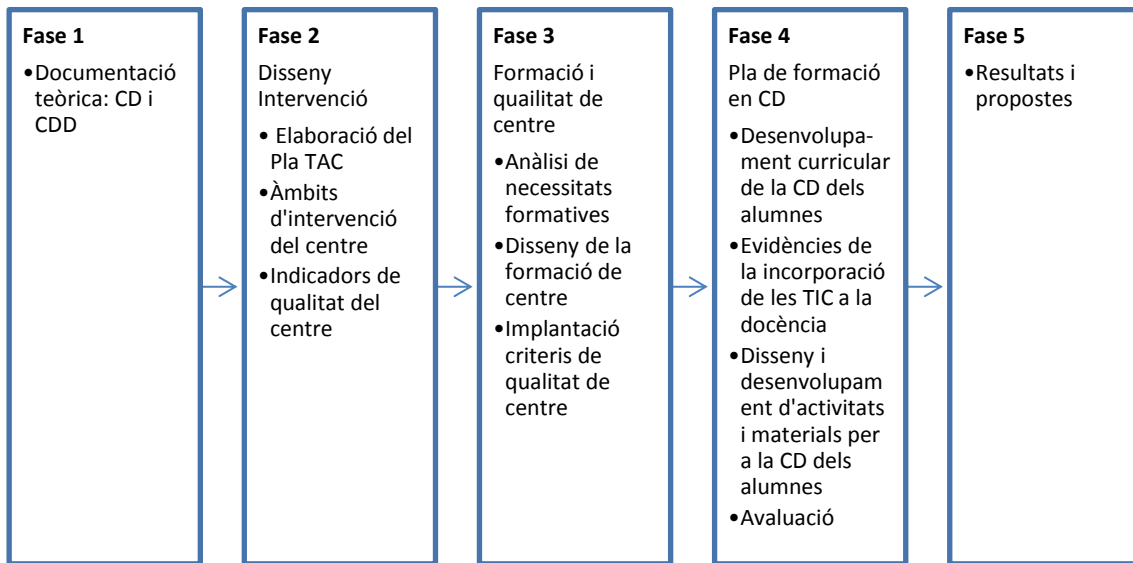 Fase 1
•Documentació
teòrica: CD i
CDD
Fase 2
Disseny
Intervenció
• Elaboració del
Pla TAC
•Àmbits
d'intervenció
del centre
•Indicadors de
qualitat del
centre
Fase 3
Formació i
quailitat de
centre
•Anàlisi de
necessitats
formatives
•Disseny de la
formació de
centre
•Implantació
criteris de
qualitat de
centre
Fase 4
Pla de formació
en CD
•Desenvolupa-
ment curricular
de la CD dels
alumnes
•Evidències de
la incorporació
de les TIC a la
docència
•Disseny i
desenvolupam
ent d'activitats
i materials per
a la CD dels
alumnes
•Avaluació
Fase 5
•Resultats i
propostes